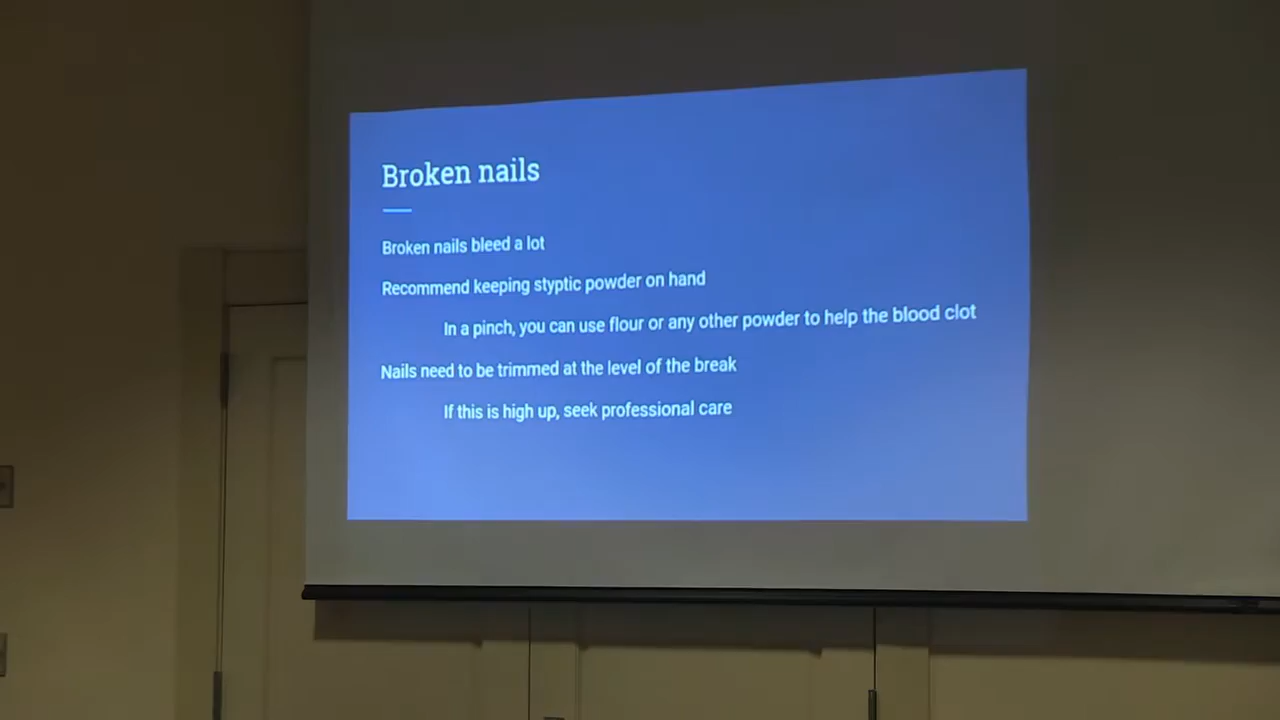 Broken nails
Broken nails bleed a lot
Recommend keeping styptic powder on hand
In a pinch, you can use flour or any other powder to help the blood clot
Nails need to be trimmed at the level of the break
If this is high up, seek professional care